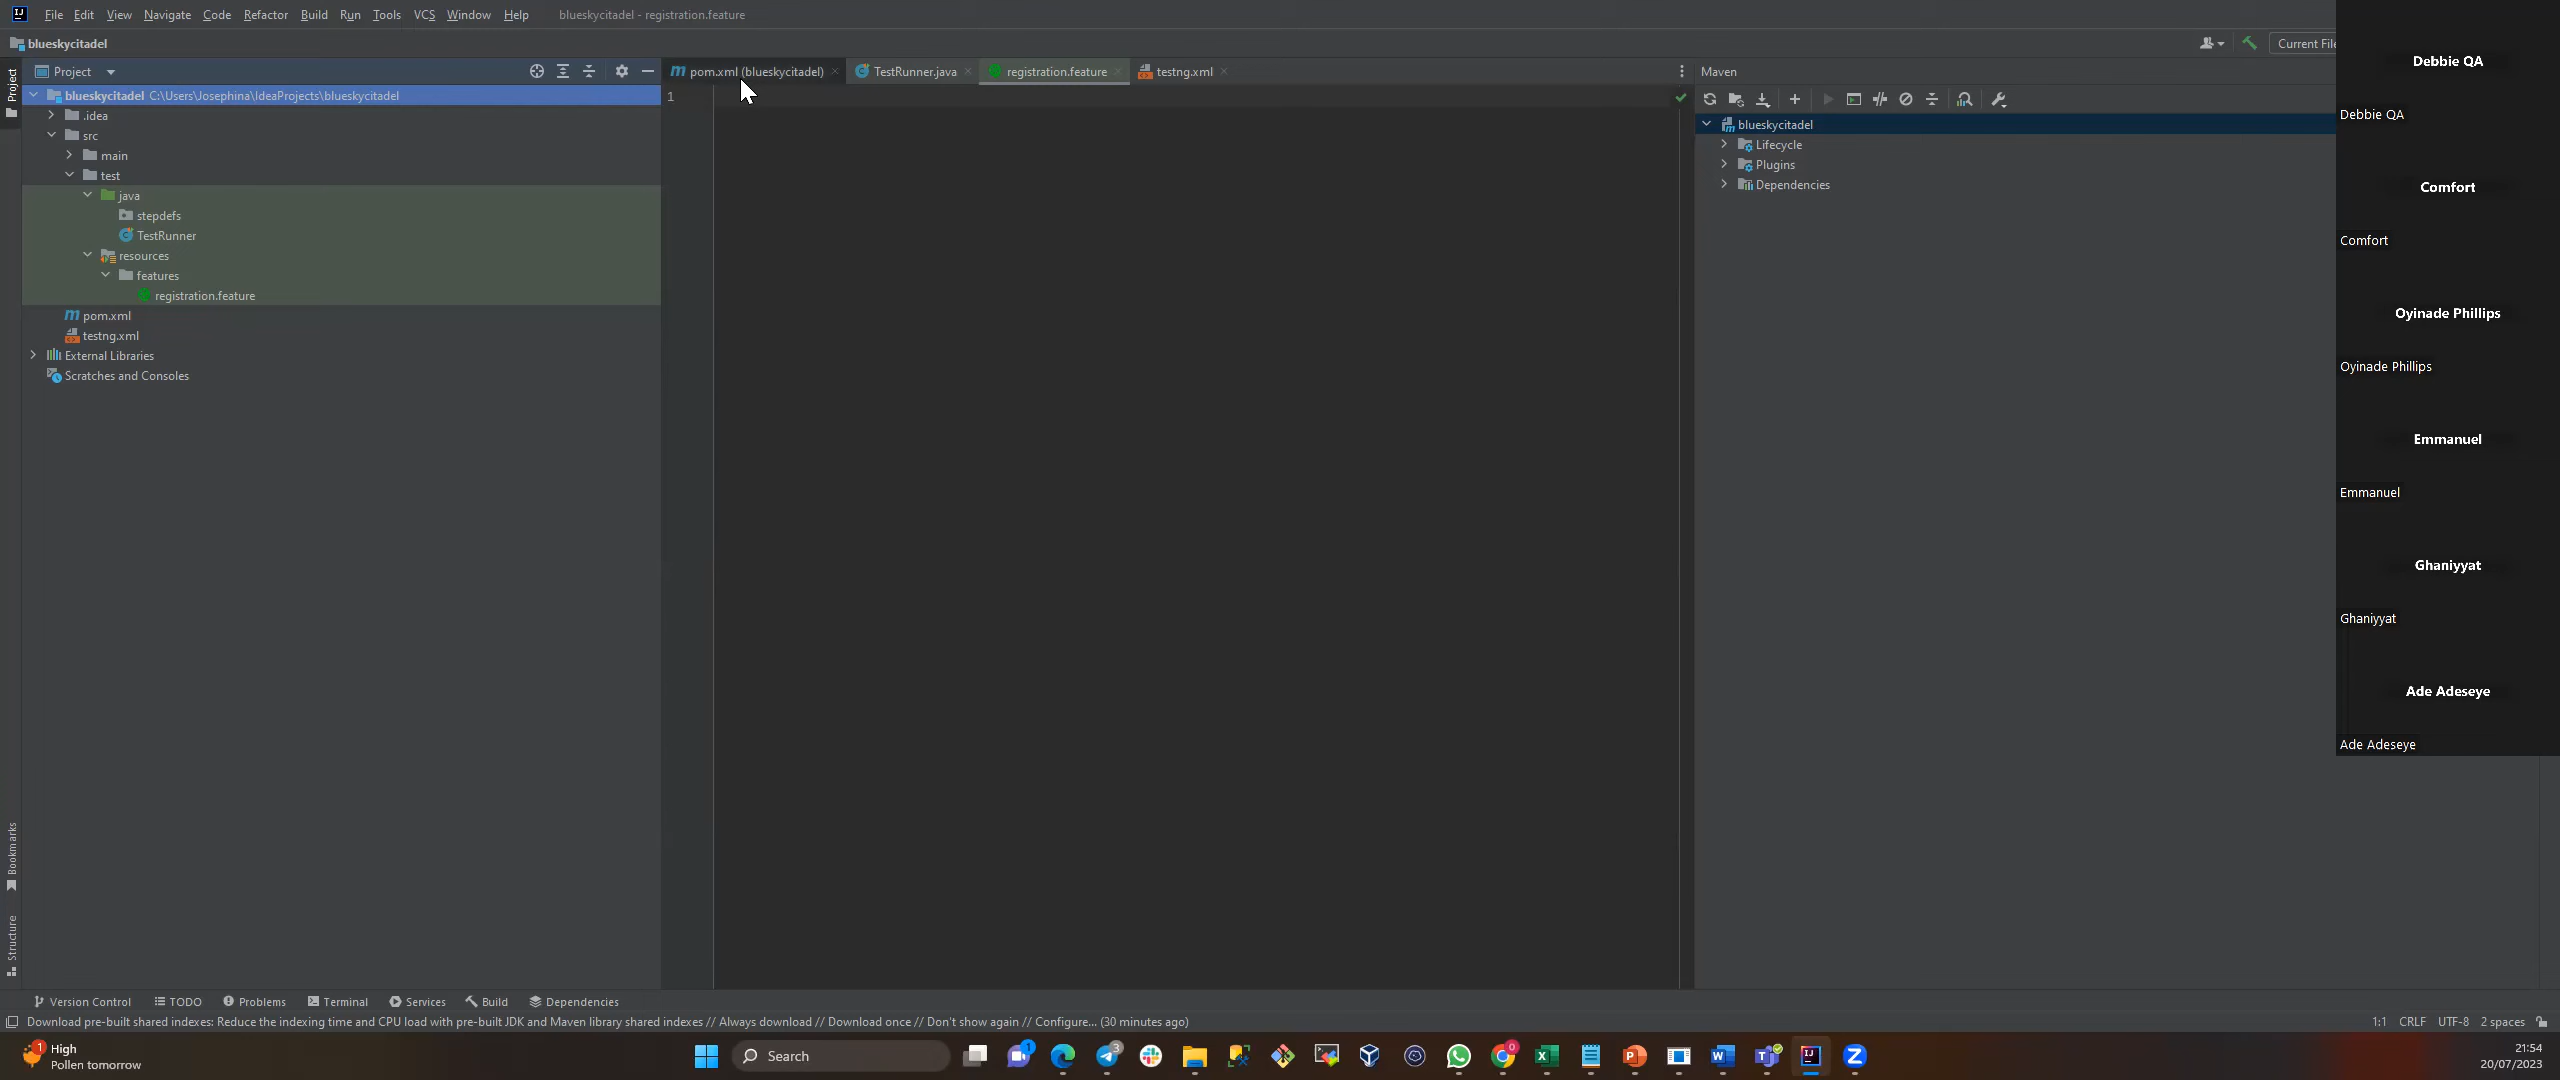 File Edit View Navigate Code Refactor Build Run Tools VCS Window Help blueskycitadel - registration.feature
blueskycitadel
Current File
Project
pom.xml (blueskycitadel) TestRunner.java registration.feature testng.xml
Maven
Project
blueskycitadel C:\Users\Josephina\IdeaProjects\blueskycitadel
.idea
src
main
test
java
stepdefs
TestRunner
resources
features
registration.feature
pom.xml
testng.xml
External Libraries
Scratches and Consoles
1
blueskycitadel
Lifecycle
Plugins
Dependencies
Debbie QA
Debbie QA
Comfort
Comfort
Oyinade Phillips
Oyinade Phillips
Emmanuel
Emmanuel
Ghaniyyat
Ghaniyyat
Ade Adeseye
Ade Adeseye
Bookmarks
Structure
Version Control TODO Problems Terminal Services Build Dependencies
Download pre-built shared indexes: Reduce the indexing time and CPU load with pre-built JDK and Maven library shared indexes // Always download // Download once // Don't show again // Configure... (30 minutes ago)
1:1 CRLF UTF-8 2 spaces
1
High
Pollen tomorrow
Search
1
3
0
21:54
20/07/2023